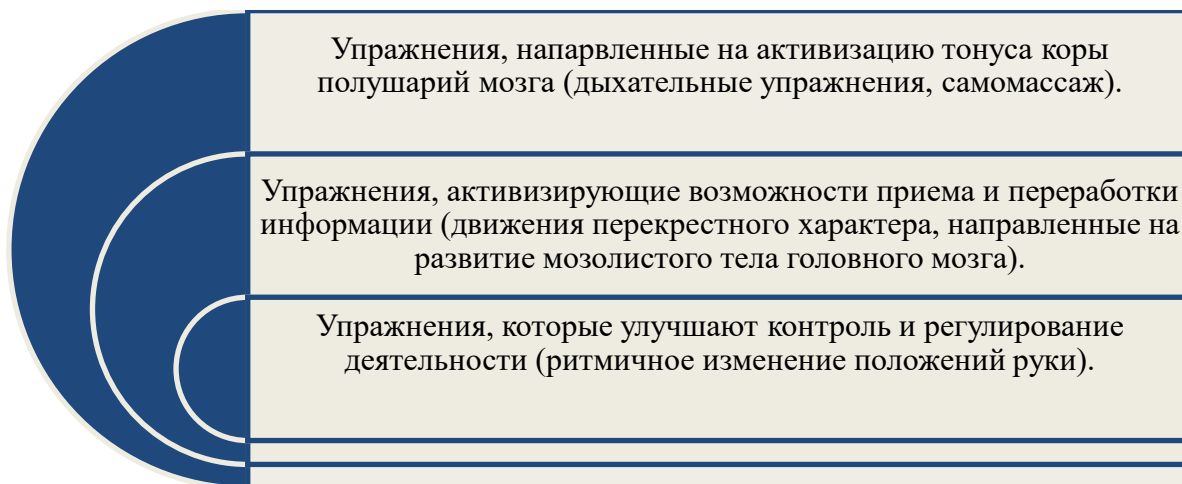 Упражнения, напарвленные на активизацию тонуса коры
полушарий мозга (дыхательные упражнения, самомассаж).
Упражнения, активизирующие возможности приема и переработки
информации (движения перекрестного характера, направленные на
развитие мозолистого тела головного мозга).
Упражнения, которые улучшают контроль и регулирование
деятельности (ритмичное изменение положений руки).